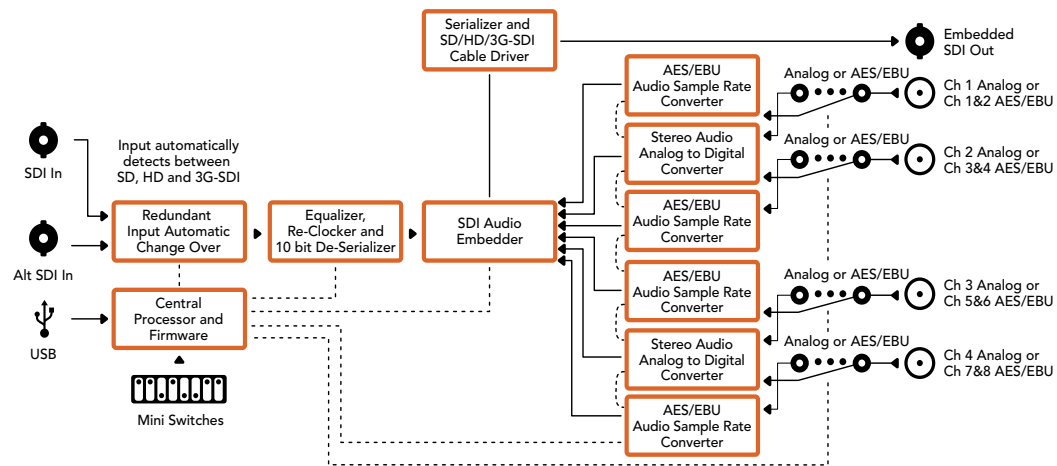 Serializer and
SD/HD/3G-SDI
Cable Driver
Embedded
SDI Out
AES/EBU
Audio Sample Rate
Converter
Analog or AES/EBU
Ch 1 Analog or
Ch 1&2 AES/EBU
Stereo Audio
Analog to Digital
Converter
Analog or AES/EBU
Ch 2 Analog or
Ch 3&4 AES/EBU
AES/EBU
Audio Sample Rate
Converter
SDI In
Input automatically
detects between
SD, HD and 3G-SDI
Redundant
Input Automatic
Change Over
Equalizer,
Re-Clocker and
10 bit De-Serializer
SDI Audio
Embedder
Alt SDI In
AES/EBU
Audio Sample Rate
Converter
Analog or AES/EBU
Ch 3 Analog or
Ch 5&6 AES/EBU
USB
Central
Processor and
Firmware
Stereo Audio
Analog to Digital
Converter
Analog or AES/EBU
Ch 4 Analog or
Ch 7&8 AES/EBU
Mini Switches
AES/EBU
Audio Sample Rate
Converter